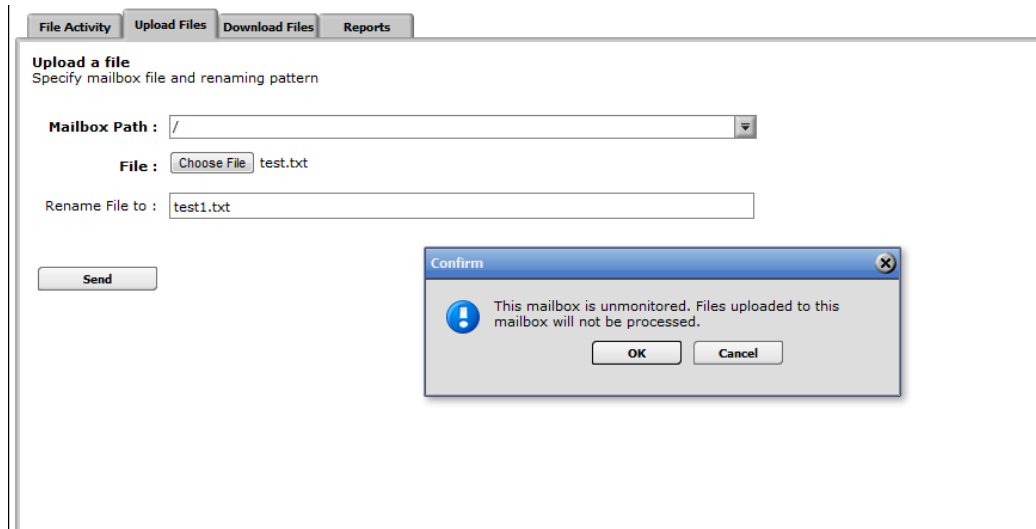 File Activity Upload Files Download Files Reports
Upload a file
Specify mailbox file and renaming pattern
Mailbox Path : /
File : Choose File test.txt
Rename File to : test1.txt
Send
Confirm
This mailbox is unmonitored. Files uploaded to this
mailbox will not be processed.
OK Cancel